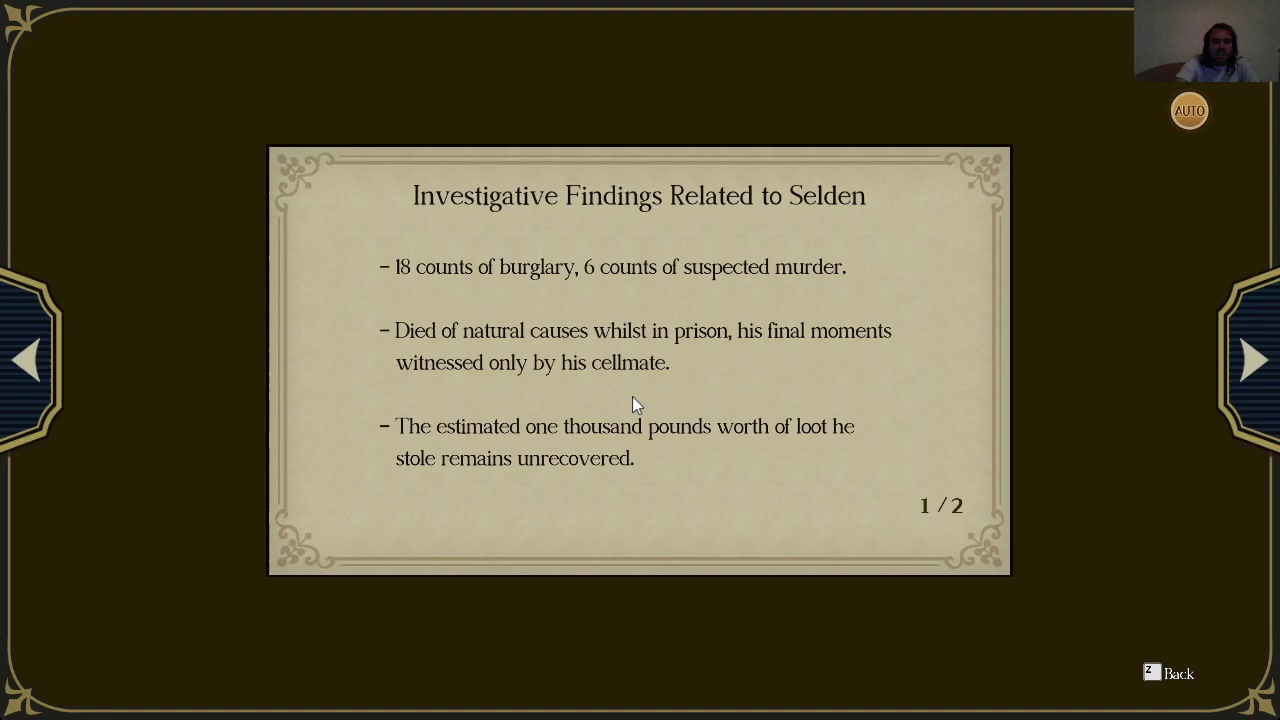 AUTO
Investigative Findings Related to Selden
- 18 counts of burglary, 6 counts of suspected murder.
- Died of natural causes whilst in prison, his final moments
witnessed only by his cellmate.
- The estimated one thousand pounds worth of loot he
stole remains unrecovered.
1 / 2
Z Back